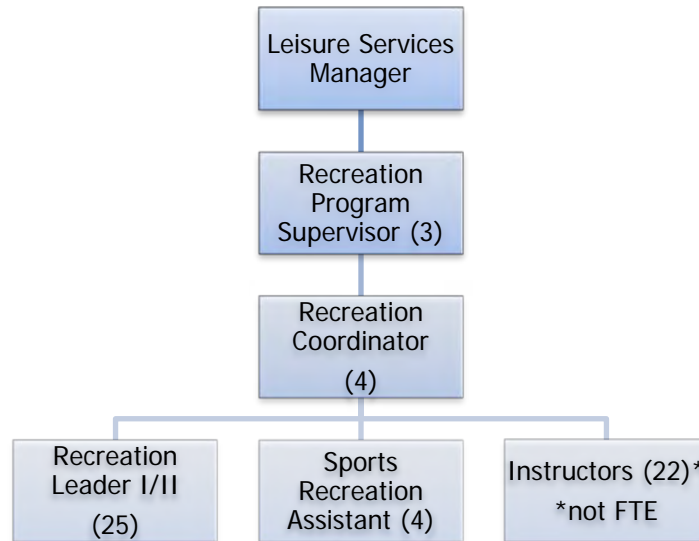 Leisure Services
Manager
Recreation
Program
Supervisor (3)
Recreation
Coordinator
(4)
Recreation
Leader I/II
(25)
Sports
Recreation
Assistant (4)
Instructors (22)*
*not FTE